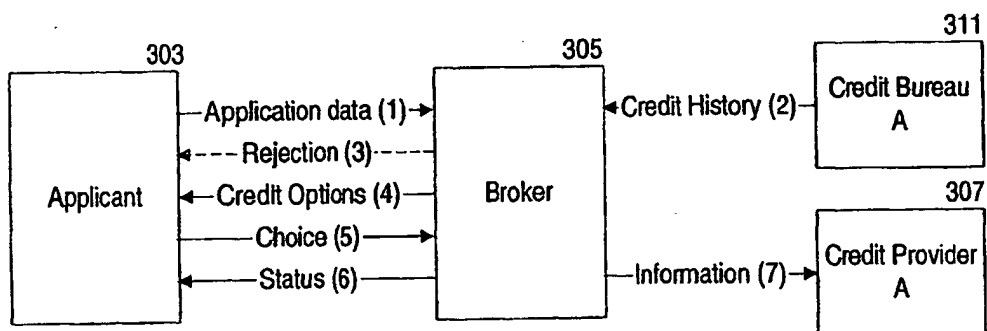 303
305
311
Applicant
Application data (1)
Rejection (3)
Credit Options (4)
Choice (5)
Status (6)
Broker
Credit History (2)
Credit Bureau
A
307
Information (7)
Credit Provider
A